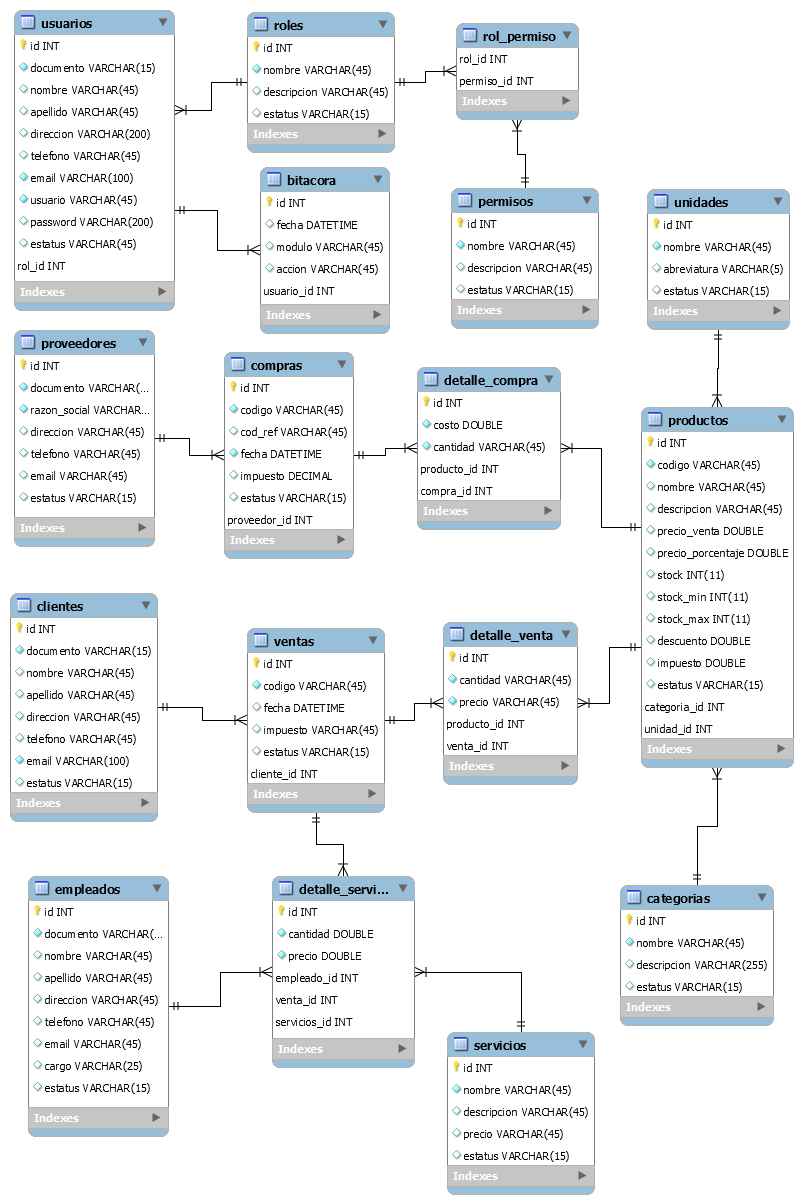 usuarios
id INT
documento VARCHAR(15)
nombre VARCHAR(45)
apellido VARCHAR(45)
direccion VARCHAR(200)
telefono VARCHAR(45)
email VARCHAR(100)
usuario VARCHAR(45)
password VARCHAR(200)
estatus VARCHAR(45)
rol_id INT
Indexes
roles
id INT
nombre VARCHAR(45)
descripcion VARCHAR(45)
estatus VARCHAR(15)
Indexes
rol_permiso
rol_id INT
permiso_id INT
Indexes
bitacora
id INT
fecha DATETIME
modulo VARCHAR(45)
accion VARCHAR(45)
usuario_id INT
Indexes
permisos
id INT
nombre VARCHAR(45)
descripcion VARCHAR(45)
estatus VARCHAR(15)
Indexes
unidades
id INT
nombre VARCHAR(45)
abreviatura VARCHAR(5)
estatus VARCHAR(15)
Indexes
proveedores
id INT
documento VARCHAR(...
razon_social VARCHAR...
direccion VARCHAR(45)
telefono VARCHAR(45)
email VARCHAR(45)
estatus VARCHAR(15)
Indexes
compras
id INT
codigo VARCHAR(45)
cod_ref VARCHAR(45)
fecha DATETIME
impuesto DECIMAL
estatus VARCHAR(15)
proveedor_id INT
Indexes
detalle_compra
id INT
costo DOUBLE
cantidad VARCHAR(45)
producto_id INT
compra_id INT
Indexes
productos
id INT
codigo VARCHAR(45)
nombre VARCHAR(45)
descripcion VARCHAR(45)
precio_venta DOUBLE
precio_porcentaje DOUBLE
stock INT(11)
stock_min INT(11)
stock_max INT(11)
descuento DOUBLE
impuesto DOUBLE
estatus VARCHAR(15)
categoria_id INT
unidad_id INT
Indexes
clientes
id INT
documento VARCHAR(15)
nombre VARCHAR(45)
apellido VARCHAR(45)
direccion VARCHAR(45)
telefono VARCHAR(45)
email VARCHAR(100)
estatus VARCHAR(15)
Indexes
ventas
id INT
codigo VARCHAR(45)
fecha DATETIME
impuesto VARCHAR(45)
estatus VARCHAR(15)
cliente_id INT
Indexes
detalle_venta
id INT
cantidad VARCHAR(45)
precio VARCHAR(45)
producto_id INT
venta_id INT
Indexes
empleados
id INT
documento VARCHAR(...
nombre VARCHAR(45)
apellido VARCHAR(45)
direccion VARCHAR(45)
telefono VARCHAR(45)
email VARCHAR(45)
cargo VARCHAR(25)
estatus VARCHAR(15)
Indexes
detalle_servi...
id INT
cantidad DOUBLE
precio DOUBLE
empleado_id INT
venta_id INT
servicios_id INT
Indexes
categorias
id INT
nombre VARCHAR(45)
descripcion VARCHAR(255)
estatus VARCHAR(15)
Indexes
servicios
id INT
nombre VARCHAR(45)
descripcion VARCHAR(45)
precio VARCHAR(45)
estatus VARCHAR(15)
Indexes